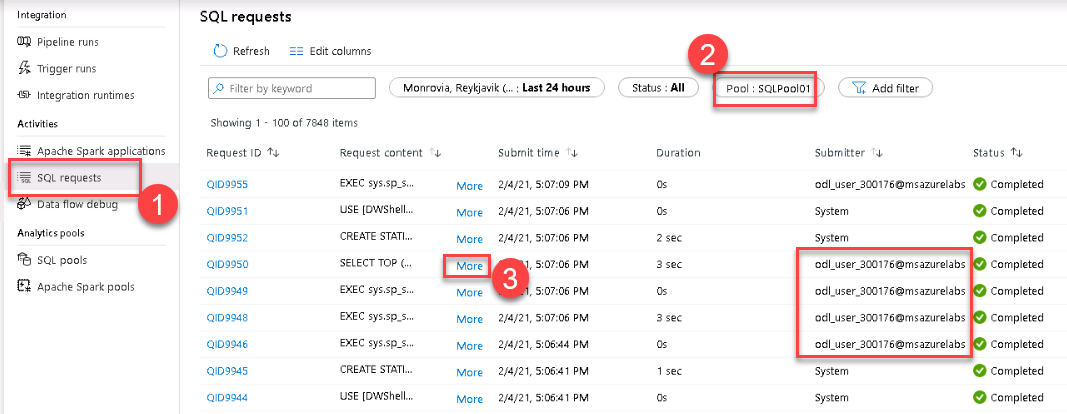 Integration
Pipeline runs
Trigger runs
Integration runtimes
Activities
Apache Spark applications
SQL requests
1
Data flow debug
Analytics pools
SQL pools
Apache Spark pools
SQL requests
Refresh
Edit columns
2
Filter by keyword
Monrovia, Reykjavik (... : Last 24 hours
Status : All
Pool : SQLPool01
Add filter
Showing 1 - 100 of 7848 items
Request ID Request content Submit time Duration Submitter Status
QID9955 EXEC sys.sp_s... More 2/4/21, 5:07:09 PM 0s odl_user_300176@msazurelabs Completed
QID9951 USE [DWShell... More 2/4/21, 5:07:06 PM 0s System Completed
QID9952 CREATE STATI... More 2/4/21, 5:07:06 PM 2 sec System Completed
QID9950 SELECT TOP (... More 3 2/4/21, 5:07:06 PM 3 sec odl_user_300176@msazurelabs Completed
QID9949 EXEC sys.sp_s... More 2/4/21, 5:07:06 PM 0s odl_user_300176@msazurelabs Completed
QID9948 EXEC sys.sp_s... More 2/4/21, 5:07:06 PM 3 sec odl_user_300176@msazurelabs Completed
QID9946 EXEC sys.sp_s... More 2/4/21, 5:06:44 PM 0s odl_user_300176@msazurelabs Completed
QID9945 CREATE STATI... More 2/4/21, 5:06:41 PM 1 sec System Completed
QID9944 USE [DWShell... More 2/4/21, 5:06:41 PM 0s System Completed